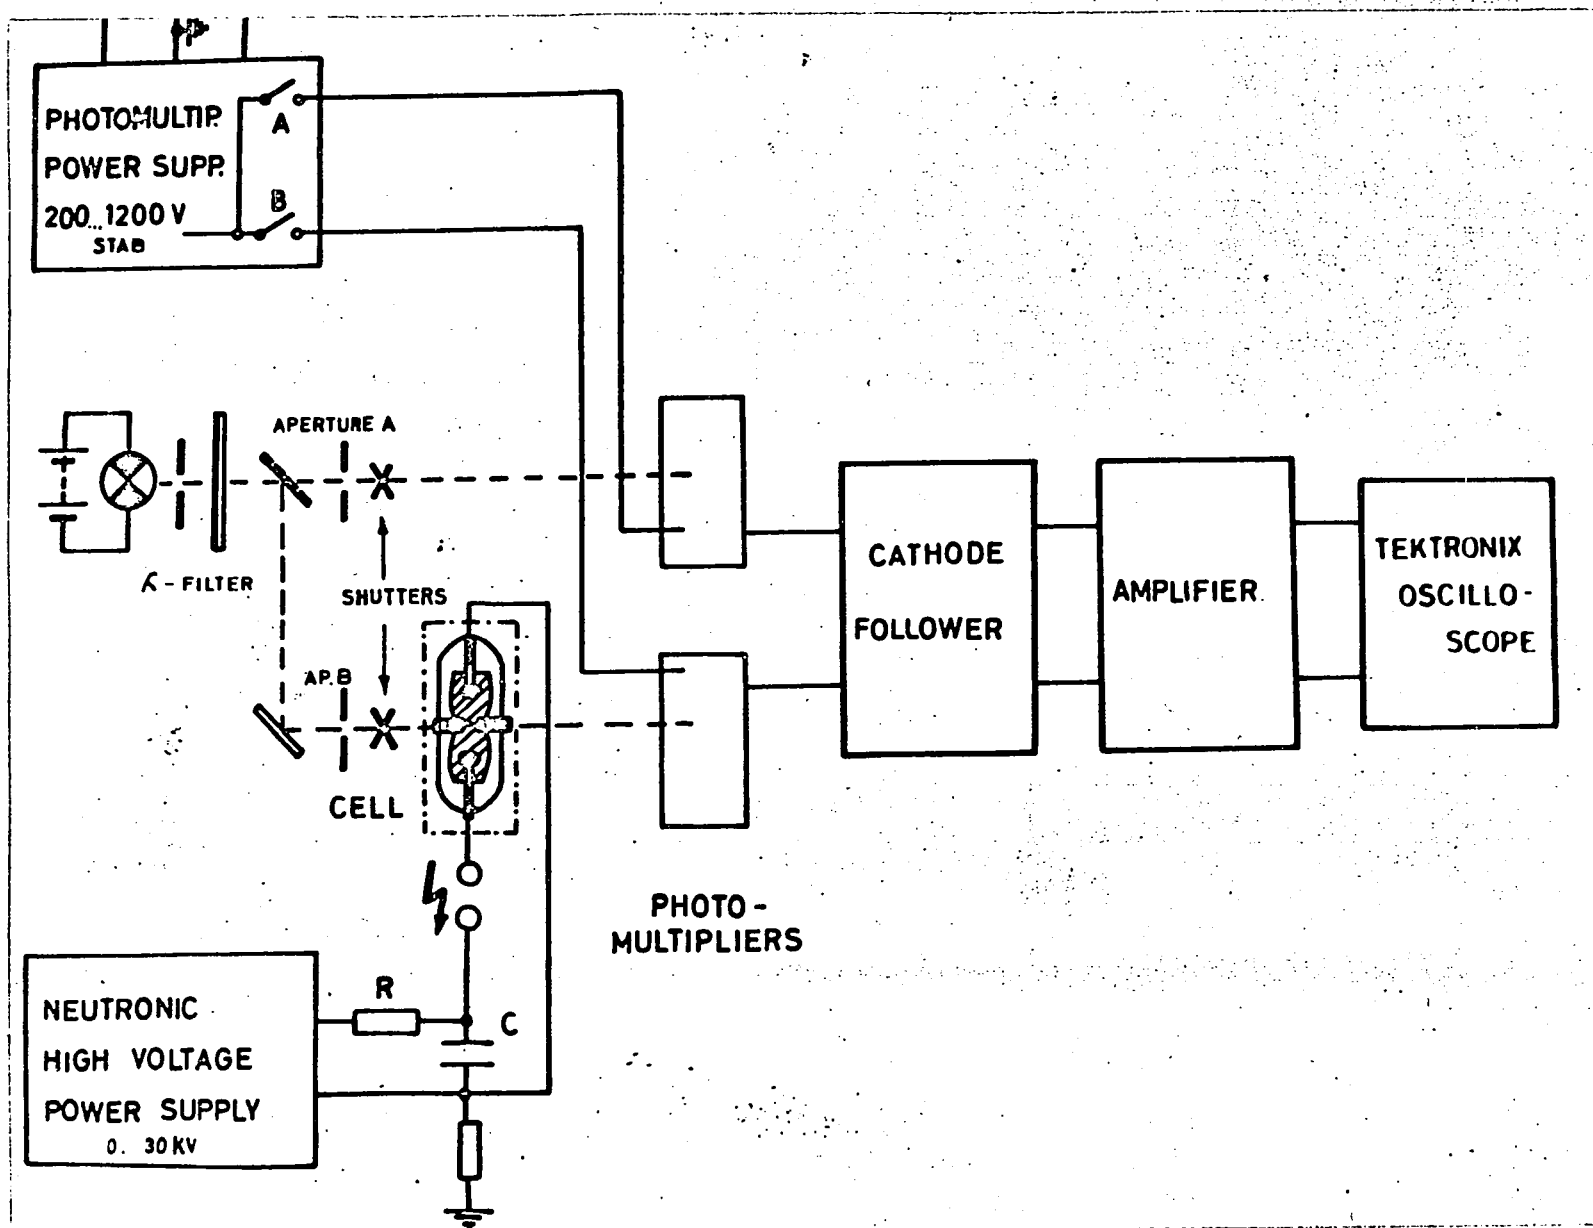 PHOTOMULTIP.
POWER SUPP.
200...1200 V
STAB
A
B
APERTURE A
λ - FILTER
SHUTTERS
AP. B
CELL
PHOTO -
MULTIPLIERS
CATHODE
FOLLOWER
AMPLIFIER
TEKTRONIX
OSCILLO -
SCOPE
NEUTRONIC
HIGH VOLTAGE
POWER SUPPLY
0.. 30 KV
R
C